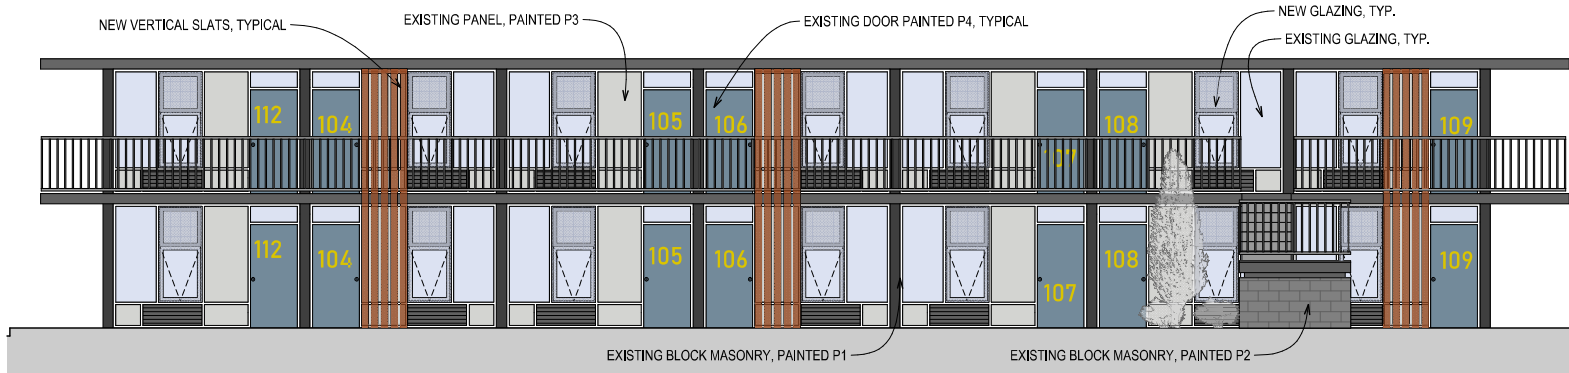 NEW VERTICAL SLATS, TYPICAL
EXISTING PANEL, PAINTED P3
EXISTING DOOR PAINTED P4, TYPICAL
NEW GLAZING, TYP.
EXISTING GLAZING, TYP.
112
104
105
106
107
108
109
112
104
105
106
107
108
109
EXISTING BLOCK MASONRY, PAINTED P1
EXISTING BLOCK MASONRY, PAINTED P2